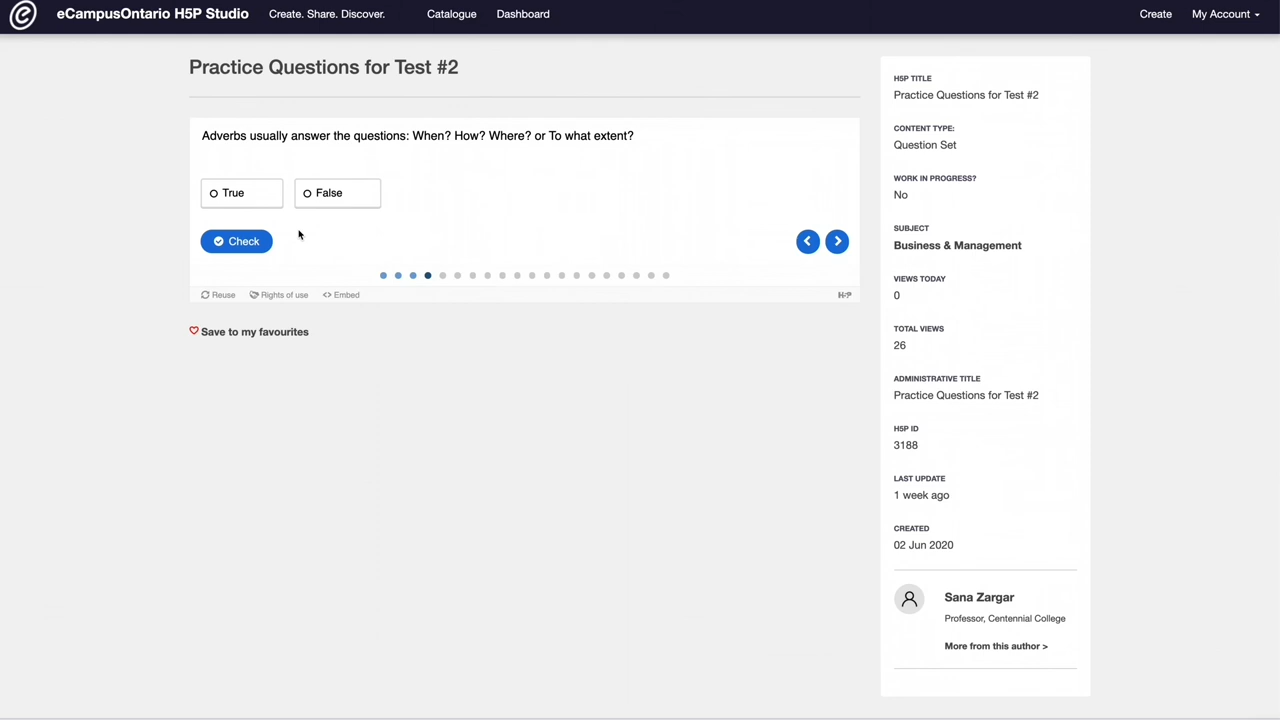 eCampusOntario H5P Studio Create. Share. Discover. Catalogue Dashboard Create My Account
Practice Questions for Test #2
Adverbs usually answer the questions: When? How? Where? or To what extent?
True False
Check
Reuse Rights of use <> Embed H5P
Save to my favourites
H5P TITLE
Practice Questions for Test #2
CONTENT TYPE:
Question Set
WORK IN PROGRESS?
No
SUBJECT
Business & Management
VIEWS TODAY
0
TOTAL VIEWS
26
ADMINISTRATIVE TITLE
Practice Questions for Test #2
H5P ID
3188
LAST UPDATE
1 week ago
CREATED
02 Jun 2020
Sana Zargar
Professor, Centennial College
More from this author >